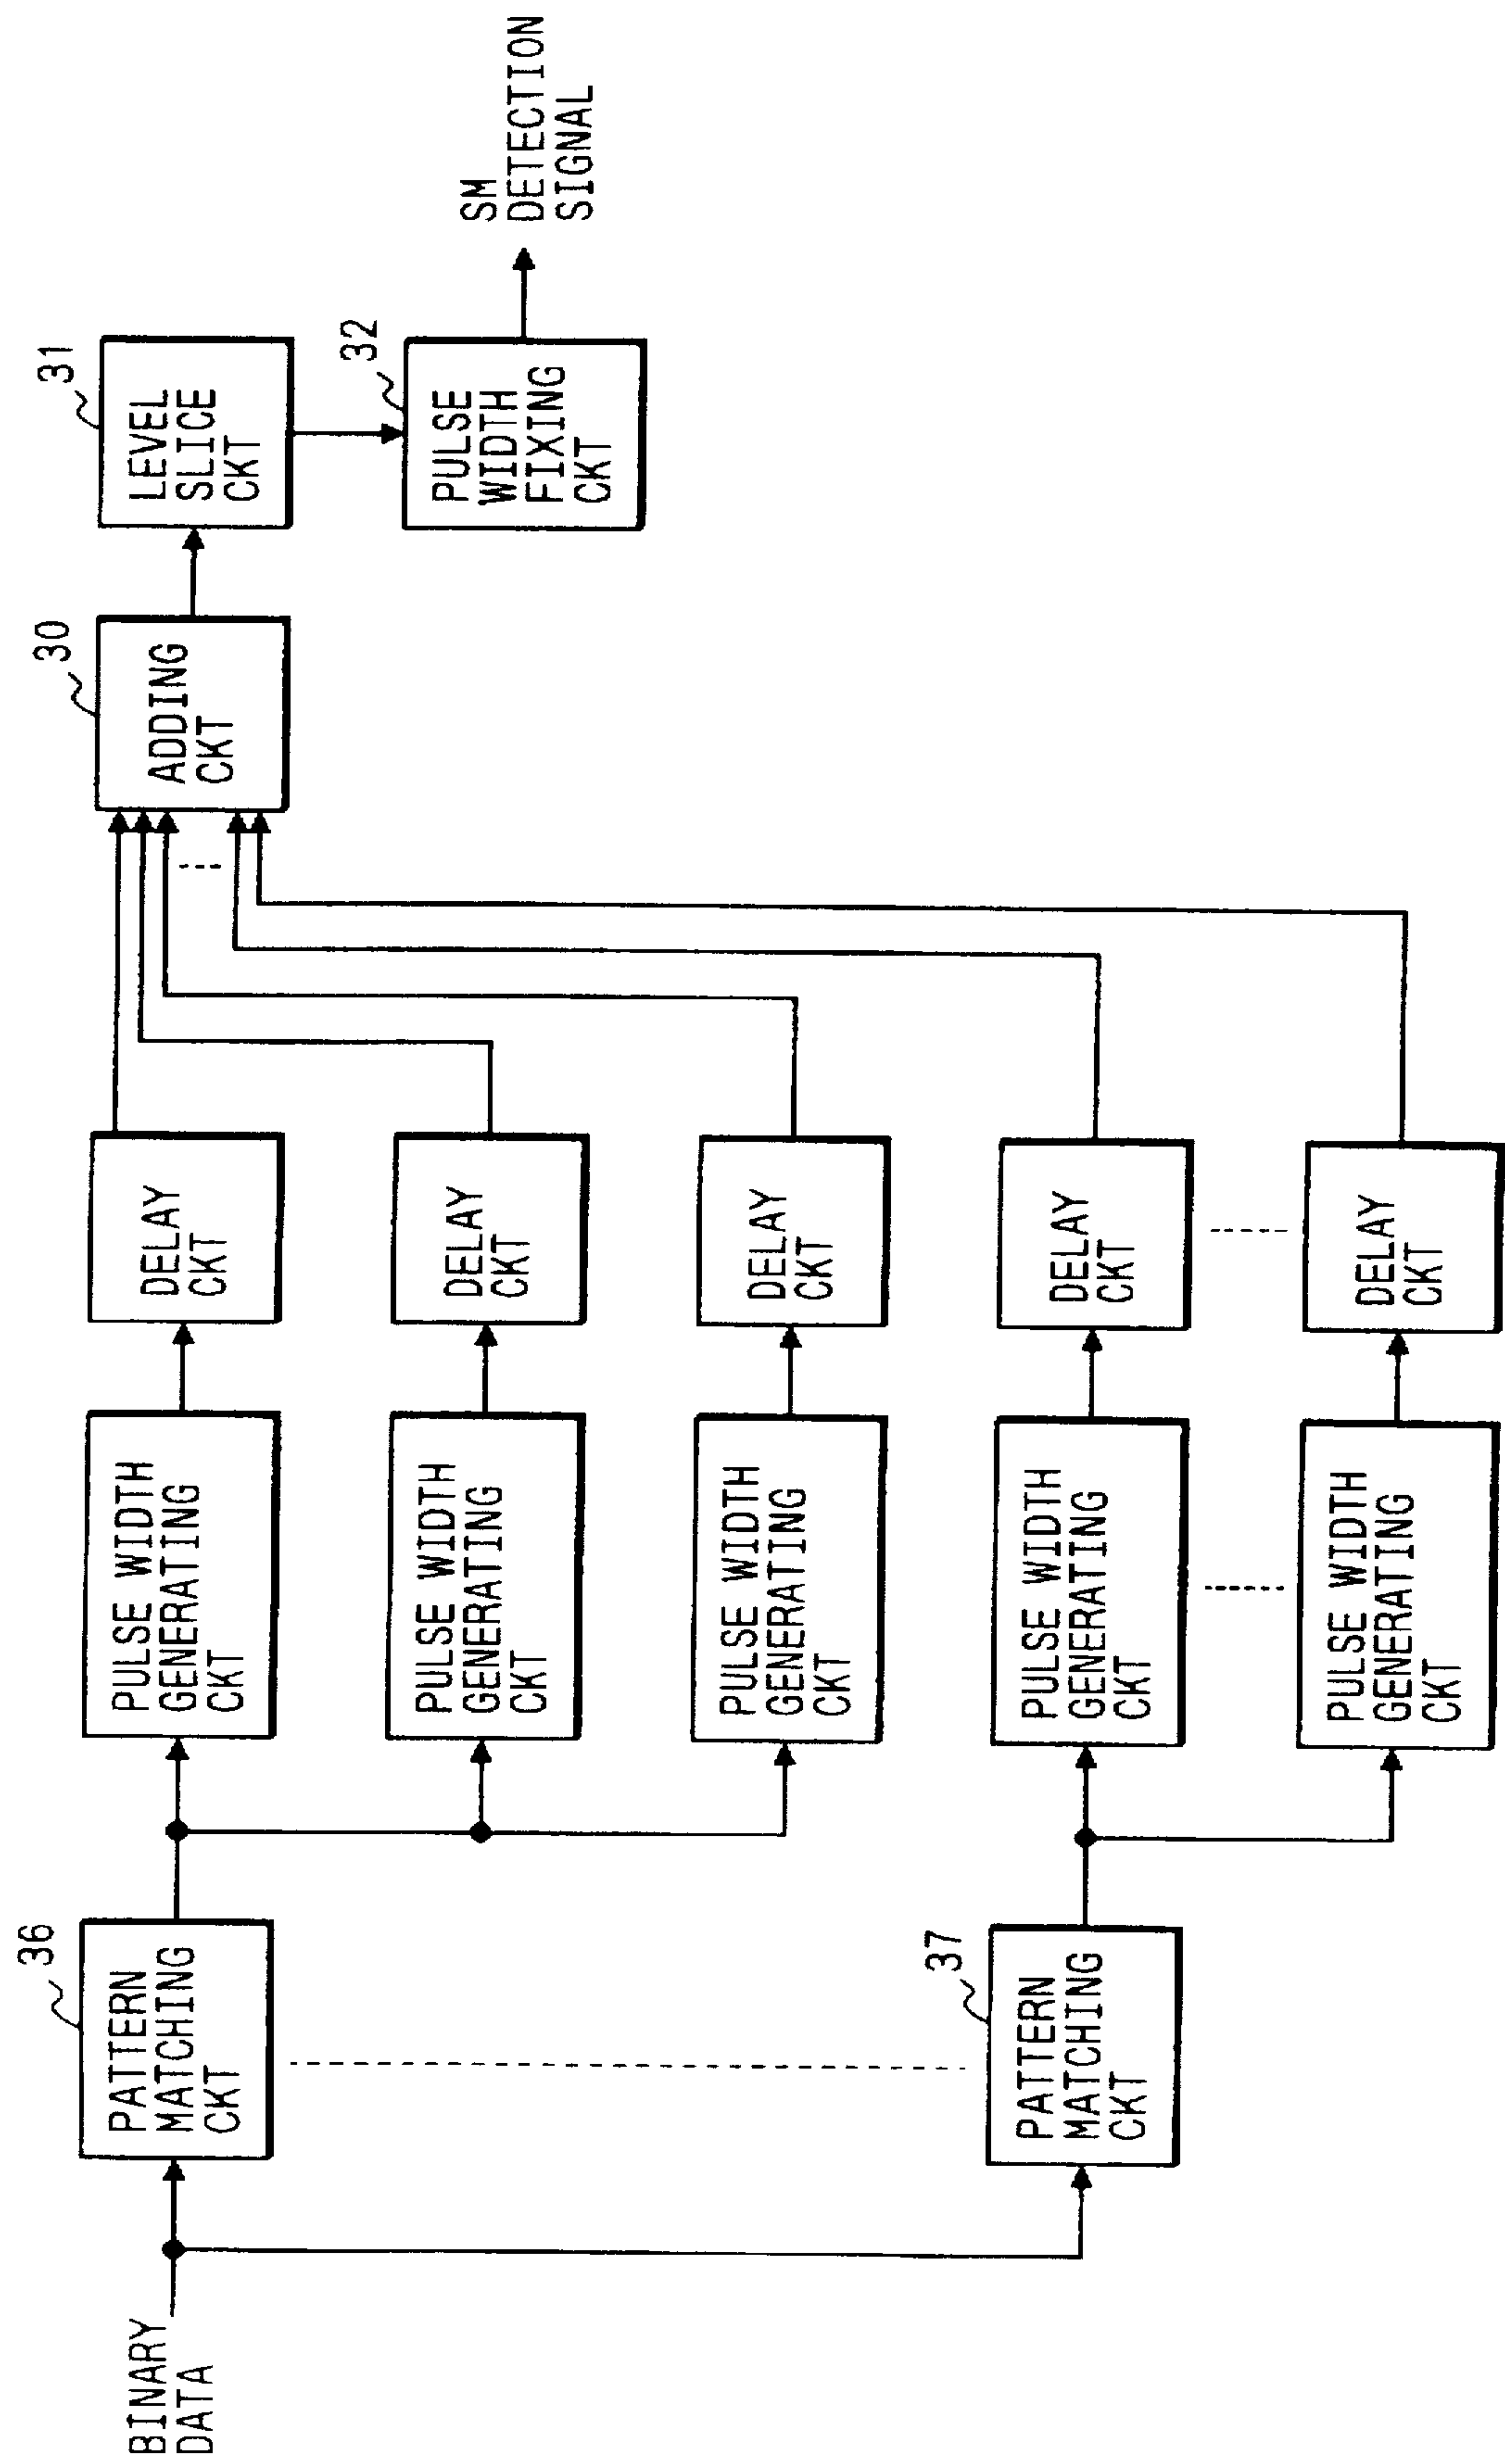 BINARY
DATA
36
PATTERN
MATCHING
CKT
37
PATTERN
MATCHING
CKT
PULSE WIDTH
GENERATING
CKT
PULSE WIDTH
GENERATING
CKT
PULSE WIDTH
GENERATING
CKT
PULSE WIDTH
GENERATING
CKT
PULSE WIDTH
GENERATING
CKT
DELAY
CKT
DELAY
CKT
DELAY
CKT
DELAY
CKT
DELAY
CKT
30
ADDING
CKT
31
LEVEL
SLICE
CKT
32
PULSE
WIDTH
FIXING
CKT
SM
DETECTION
SIGNAL